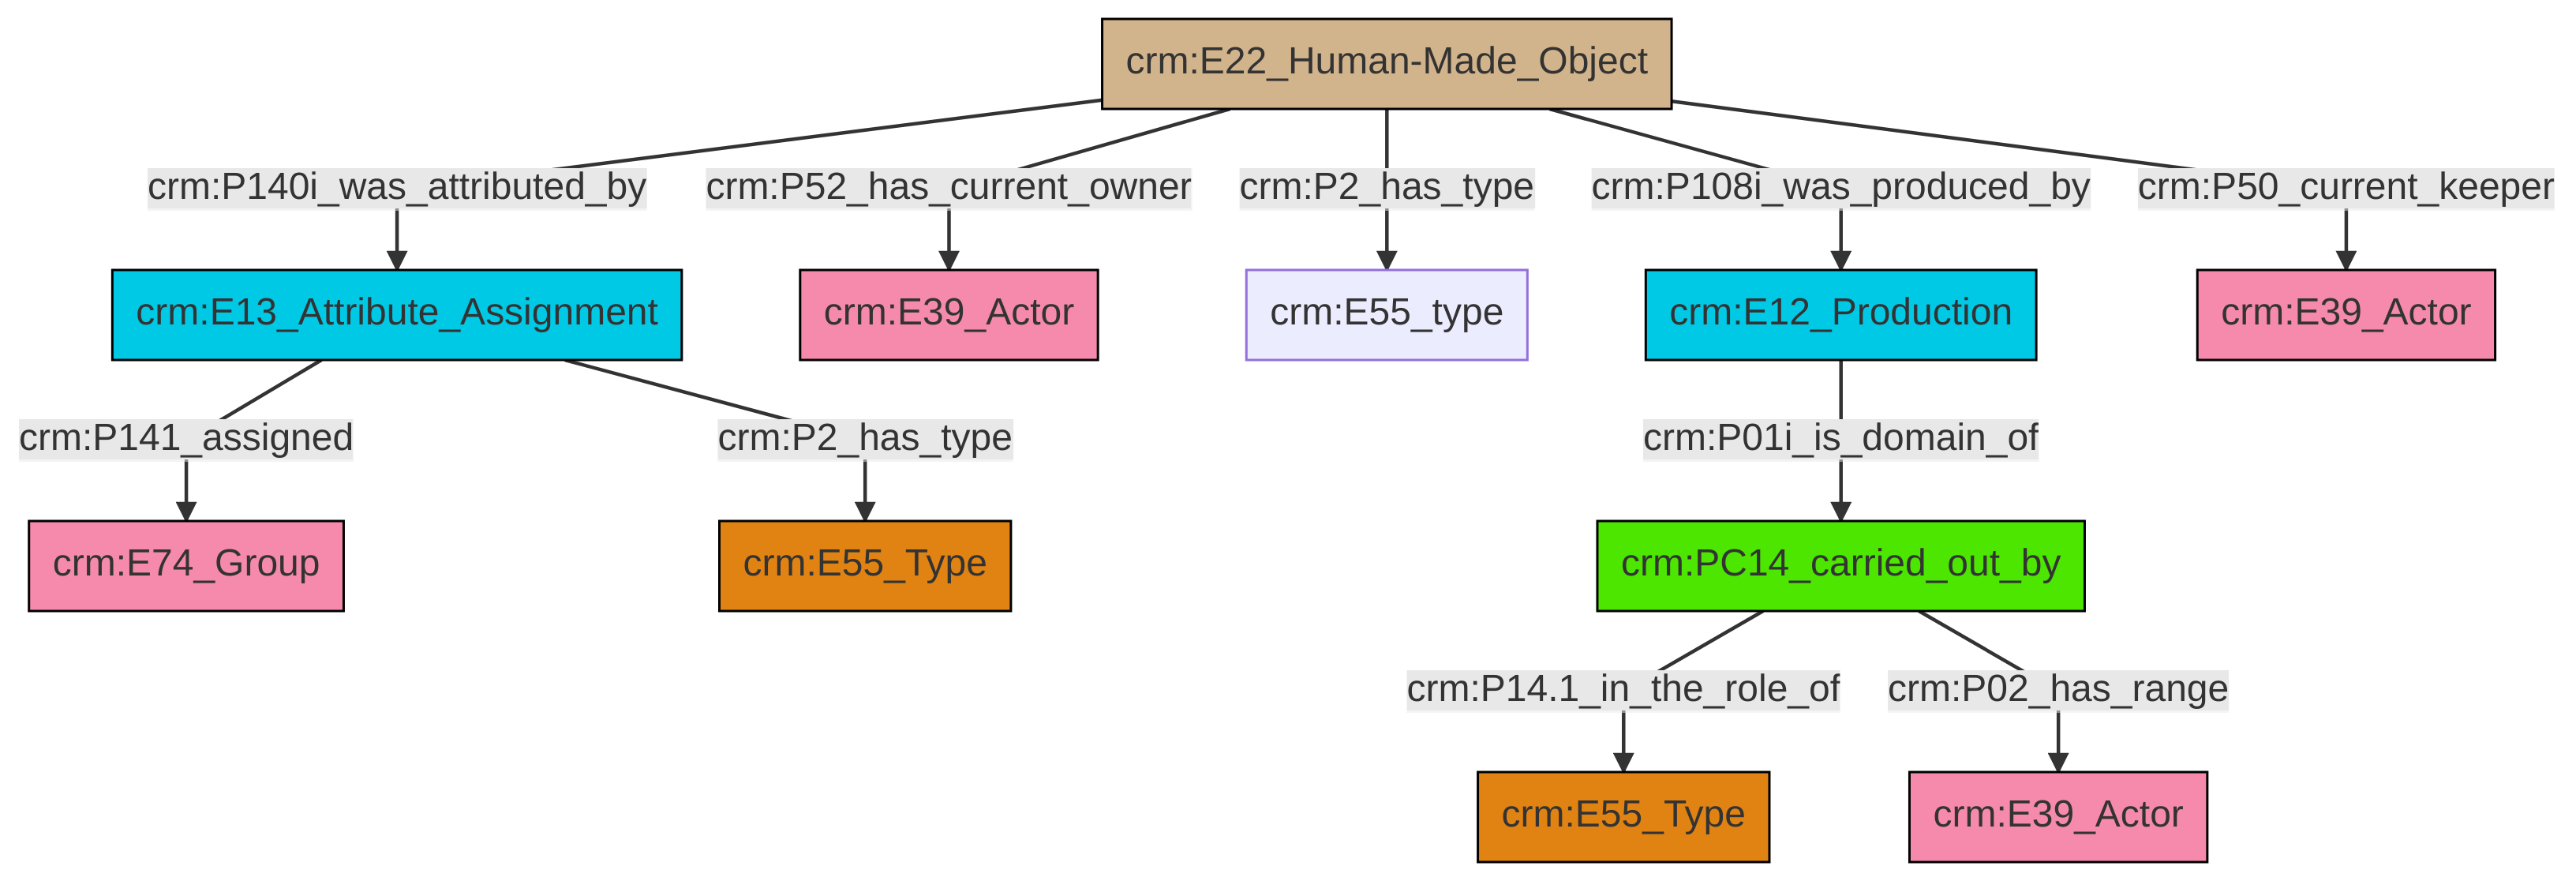 crm:E22_Human-Made_Object
crm:P140i_was_attributed_by
crm:P52_has_current_owner
crm:P2_has_type
crm:P108i_was_produced_by
crm:P50_current_keeper
crm:E13_Attribute_Assignment
crm:E39_Actor
crm:E55_type
crm:E12_Production
crm:E39_Actor
crm:P141_assigned
crm:P2_has_type
crm:P01i_is_domain_of
crm:E74_Group
crm:E55_Type
crm:PC14_carried_out_by
crm:P14.1_in_the_role_of
crm:P02_has_range
crm:E55_Type
crm:E39_Actor